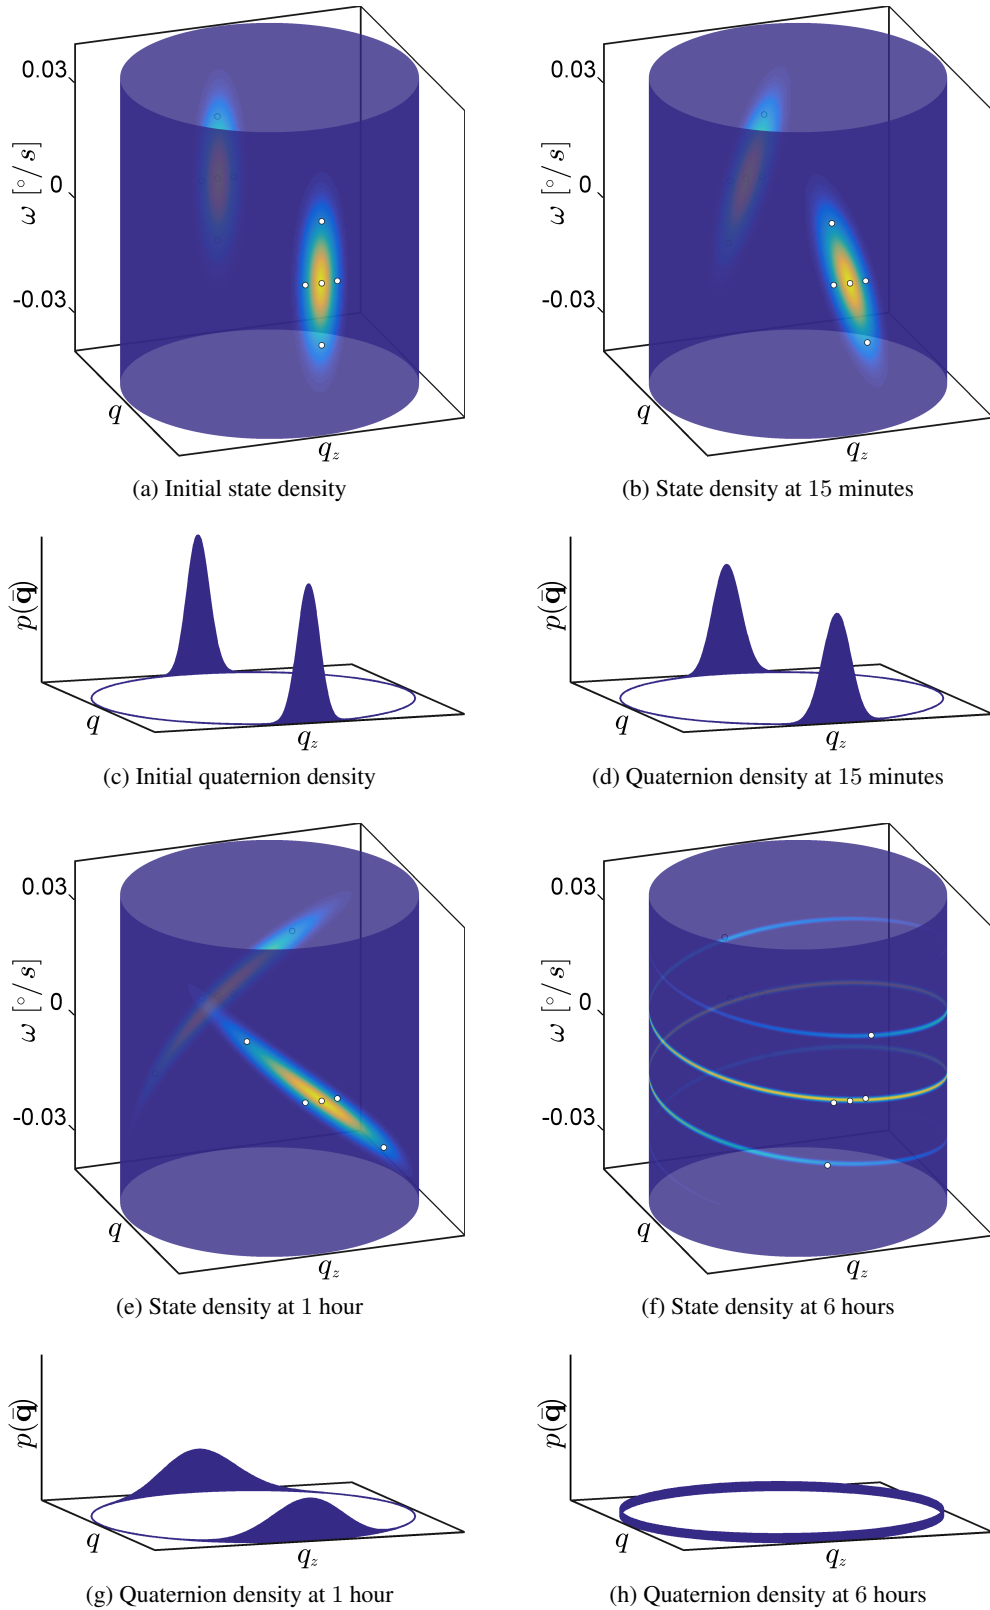 0.03
0
-0.03
ω [°/s]
q
q_z
(a) Initial state density
0.03
0
-0.03
ω [°/s]
q
q_z
(b) State density at 15 minutes
p(q̄)
q
q_z
(c) Initial quaternion density
p(q̄)
q
q_z
(d) Quaternion density at 15 minutes
0.03
0
-0.03
ω [°/s]
q
q_z
(e) State density at 1 hour
0.03
0
-0.03
ω [°/s]
q
q_z
(f) State density at 6 hours
p(q̄)
q
q_z
(g) Quaternion density at 1 hour
p(q̄)
q
q_z
(h) Quaternion density at 6 hours